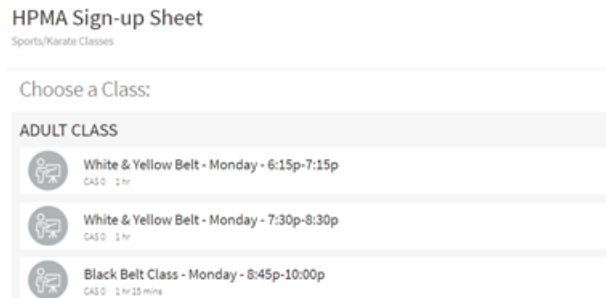 HPMA Sign-up Sheet
Sports/Karate Classes
Choose a Class:
ADULT CLASS
White & Yellow Belt - Monday - 6:15p-7:15p
CA$ 0 1 hr
White & Yellow Belt - Monday - 7:30p-8:30p
CA$ 0 1 hr
Black Belt Class - Monday - 8:45p-10:00p
CA$ 0 1 hr 15 mins